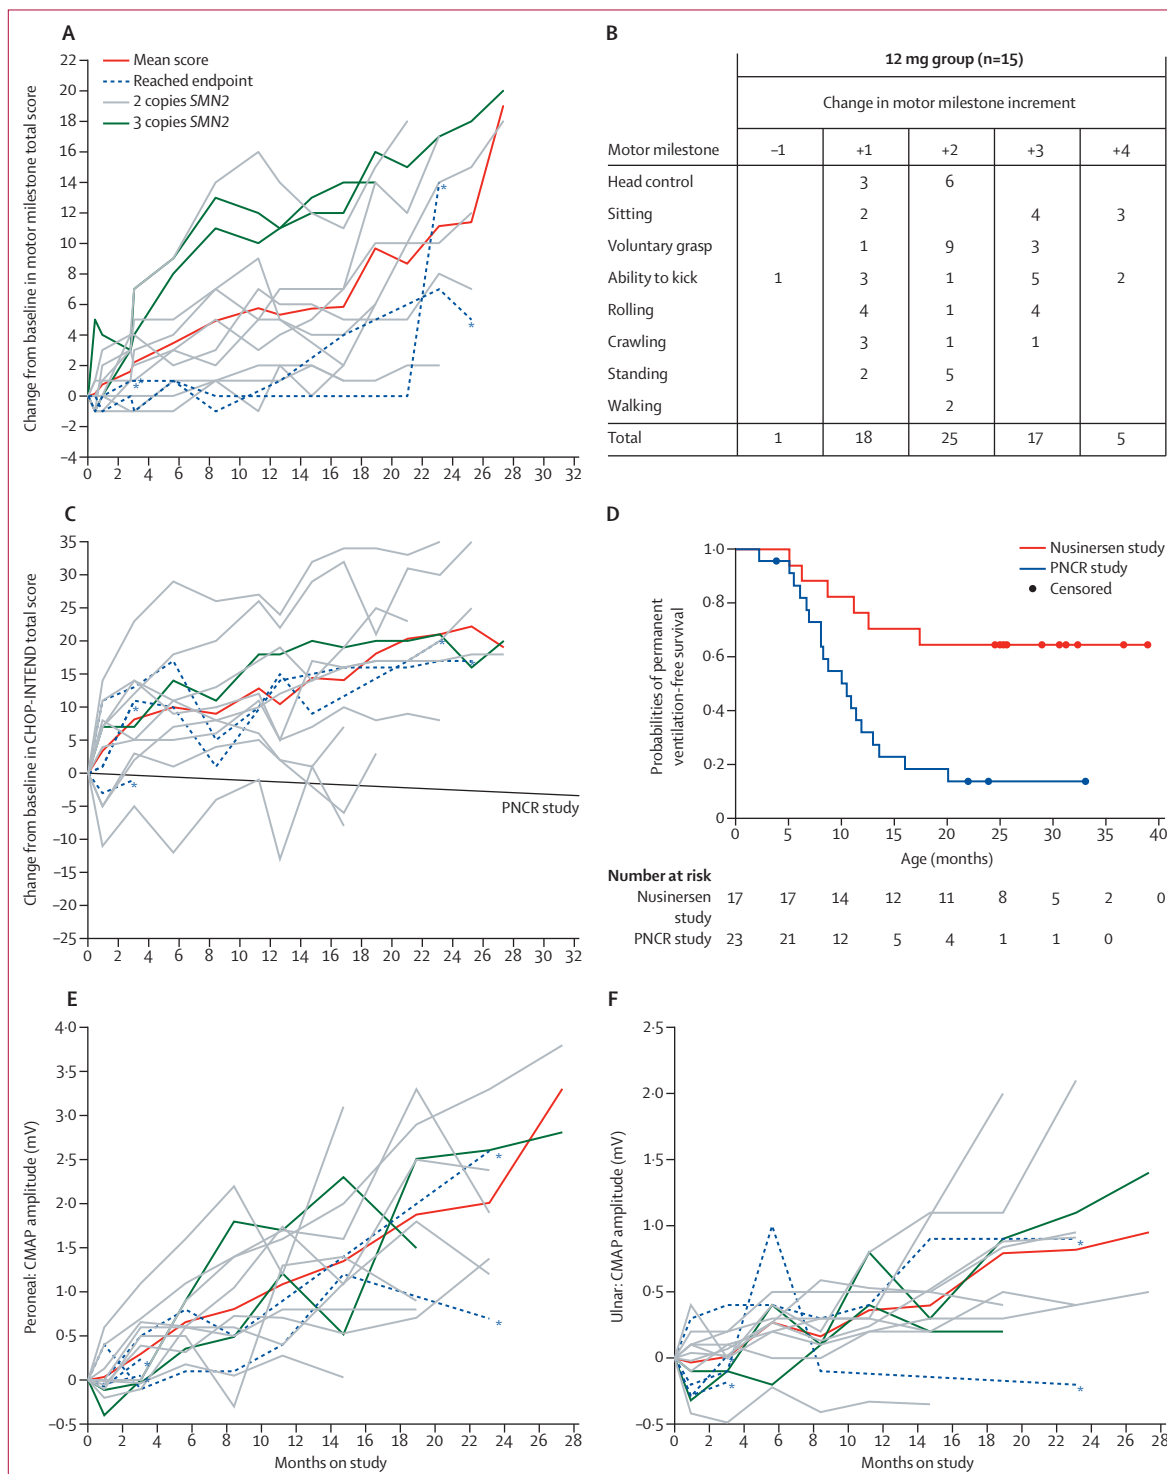 A
22
20
18
16
14
12
10
8
6
4
2
0
–2
–4
Change from baseline in motor milestone total score
Mean score
Reached endpoint
2 copies SMN2
3 copies SMN2
*
*
*
0 2 4 6 8 10 12 14 16 18 20 22 24 26 28 30 32
B
12 mg group (n=15)
Change in motor milestone increment
Motor milestone –1 +1 +2 +3 +4
Head control 3 6
Sitting 2 4 3
Voluntary grasp 1 9 3
Ability to kick 1 3 1 5 2
Rolling 4 1 4
Crawling 3 1 1
Standing 2 5
Walking 2
Total 1 18 25 17 5
C
35
30
25
20
15
10
5
0
–5
–10
–15
–20
–25
Change from baseline in CHOP-INTEND total score
*
*
*
*
PNCR study
0 2 4 6 8 10 12 14 16 18 20 22 24 26 28 30 32
D
1·0
0·8
0·6
0·4
0·2
0
Probabilities of permanent
ventilation-free survival
Nusinersen study
PNCR study
Censored
0 5 10 15 20 25 30 35 40
Age (months)
Number at risk
Nusinersen 17 17 14 12 11 8 5 2 0
study
PNCR study 23 21 12 5 4 1 1 0
E
4·0
3·5
3·0
2·5
2·0
1·5
1·0
0·5
0
–0·5
Peroneal: CMAP amplitude (mV)
*
*
*
0 2 4 6 8 10 12 14 16 18 20 22 24 26 28
Months on study
F
2·5
2·0
1·5
1·0
0·5
0
–0·5
Ulnar: CMAP amplitude (mV)
*
*
*
0 2 4 6 8 10 12 14 16 18 20 22 24 26 28
Months on study